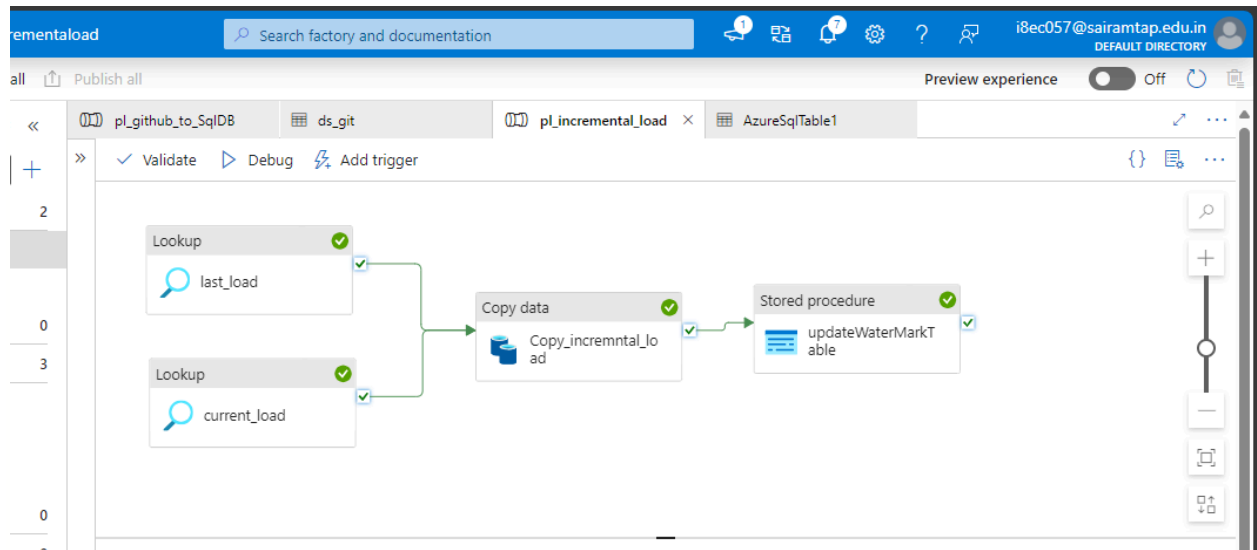 rementaload
Search factory and documentation
1
7
i8ec057@sairamtap.edu.in
DEFAULT DIRECTORY
all
Publish all
Preview experience
Off
pl_github_to_SqlDB
ds_git
pl_incremental_load
AzureSqlTable1
Validate
Debug
Add trigger
2
0
3
0
Lookup
last_load
Lookup
current_load
Copy data
Copy_incremntal_lo
ad
Stored procedure
updateWaterMarkT
able